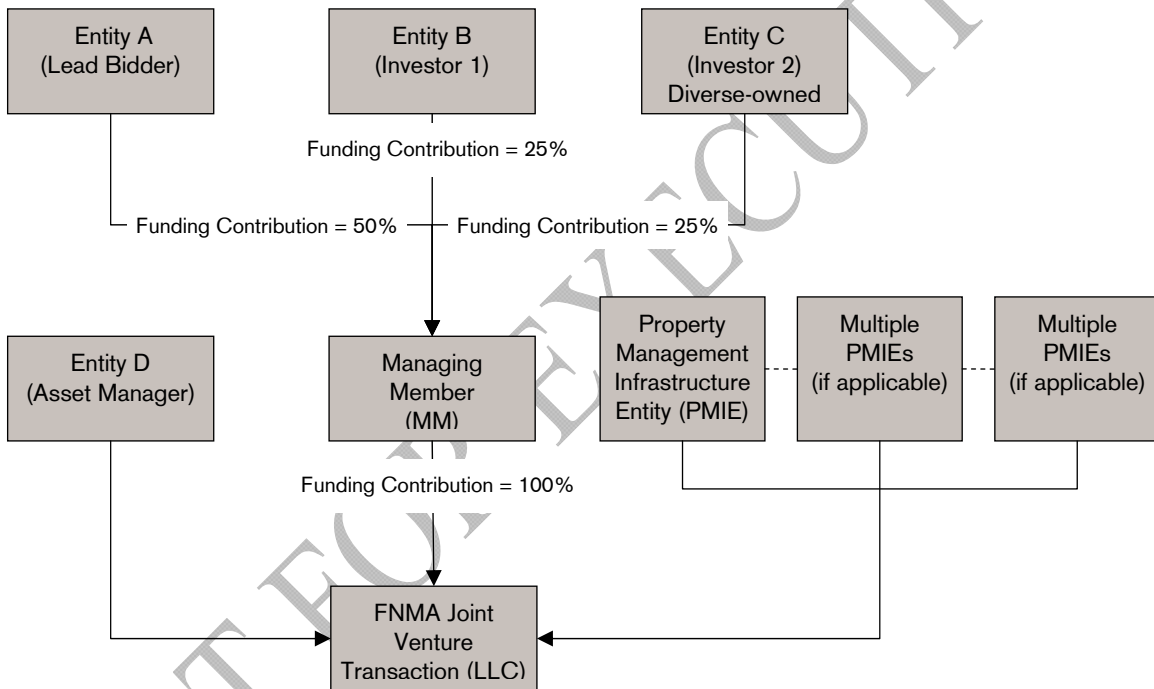 Entity A
(Lead Bidder)
Entity B
(Investor 1)
Entity C
(Investor 2)
Diverse-owned
Funding Contribution = 25%
Funding Contribution = 50%
Funding Contribution = 25%
Entity D
(Asset Manager)
Managing
Member
(MM)
Property
Management
Infrastructure
Entity (PMIE)
Multiple
PMIEs
(if applicable)
Multiple
PMIEs
(if applicable)
Funding Contribution = 100%
FNMA Joint
Venture
Transaction (LLC)
T FOR EXECUTI